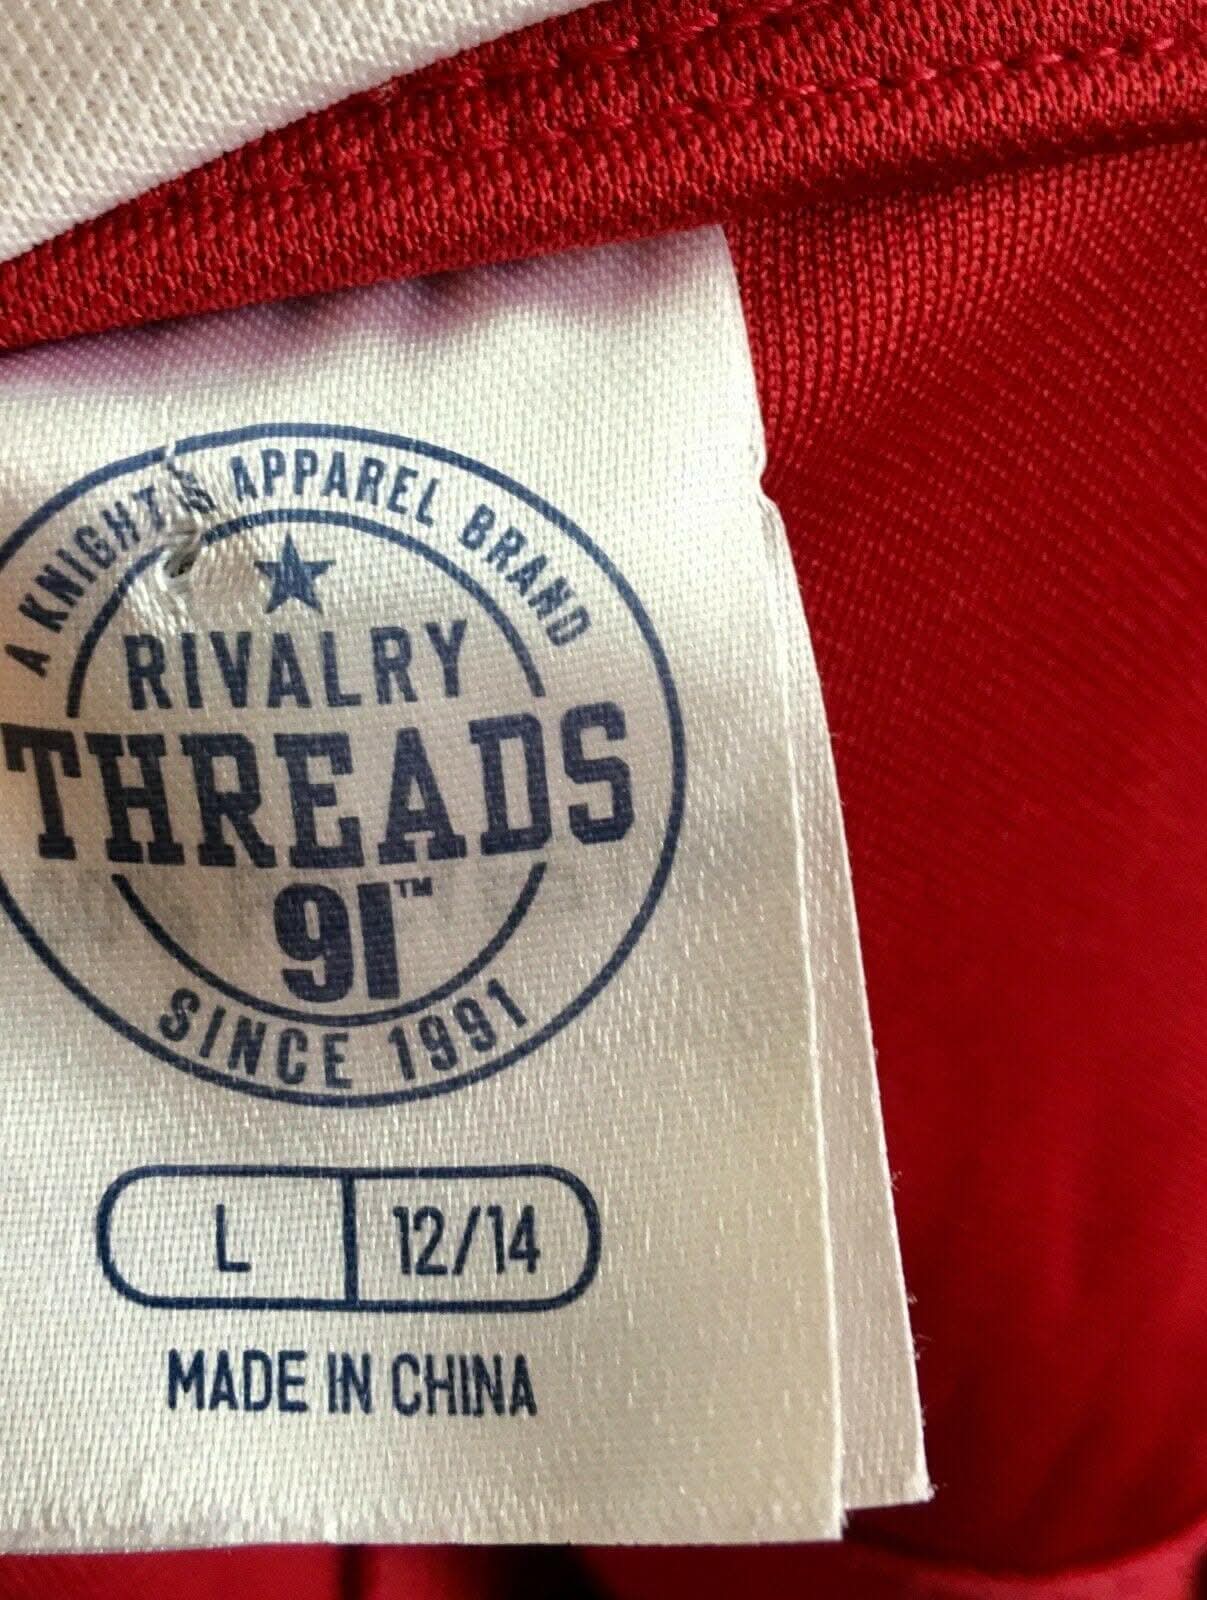 A KNIGHTS APPAREL BRAND
RIVALRY
THREADS
91™
SINCE 1991
L 12/14
MADE IN CHINA